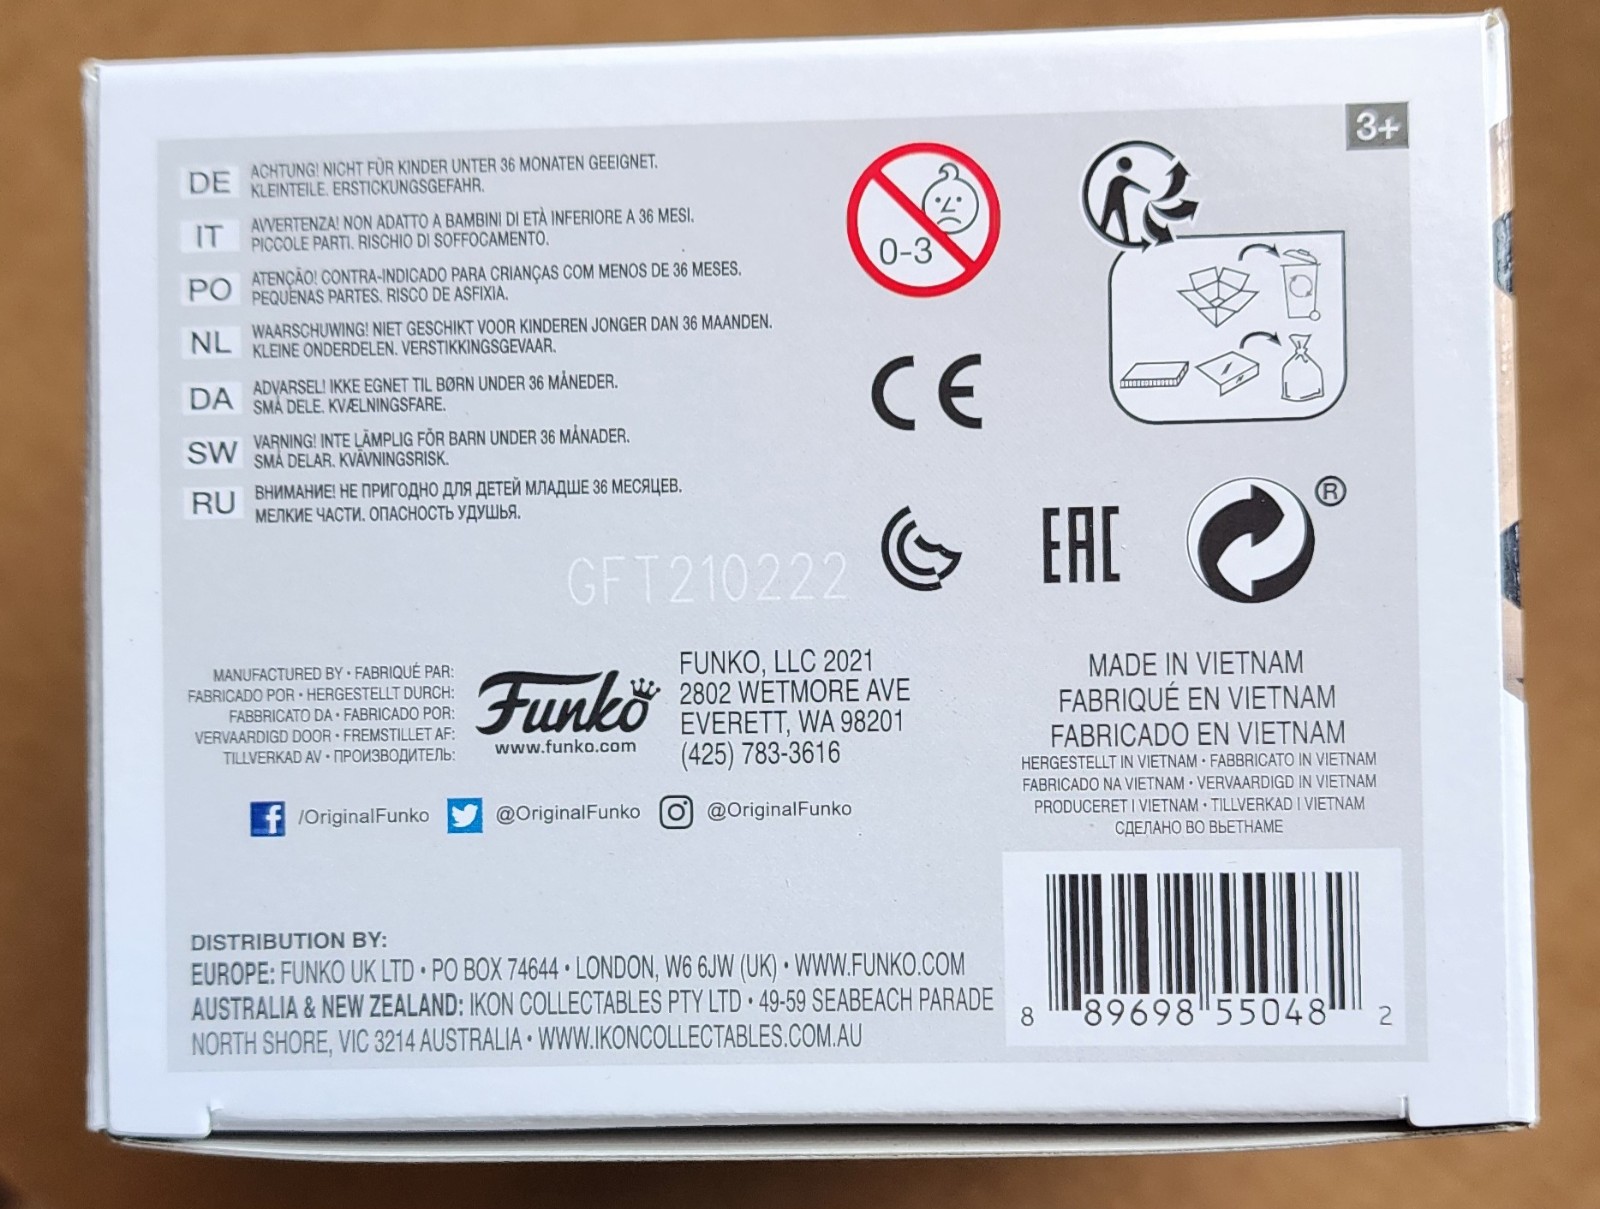 3+
DE
ACHTUNG! NICHT FÜR KINDER UNTER 36 MONATEN GEEIGNET.
KLEINTEILE. ERSTICKUNGSGEFAHR.
IT
AVVERTENZA! NON ADATTO A BAMBINI DI ETÀ INFERIORE A 36 MESI.
PICCOLE PARTI. RISCHIO DI SOFFOCAMENTO.
PO
ATENÇÃO! CONTRA-INDICADO PARA CRIANÇAS COM MENOS DE 36 MESES.
PEQUENAS PARTES. RISCO DE ASFIXIA.
NL
WAARSCHUWING! NIET GESCHIKT VOOR KINDEREN JONGER DAN 36 MAANDEN.
KLEINE ONDERDELEN. VERSTIKKINGSGEVAAR.
DA
ADVARSEL! IKKE EGNET TIL BØRN UNDER 36 MÅNEDER.
SMÅ DELE. KVÆLNINGSFARE.
SW
VARNING! INTE LÄMPLIG FÖR BARN UNDER 36 MÅNADER.
SMÅ DELAR. KVÄVNINGSRISK.
RU
ВНИМАНИЕ! НЕ ПРИГОДНО ДЛЯ ДЕТЕЙ МЛАДШЕ 36 МЕСЯЦЕВ.
МЕЛКИЕ ЧАСТИ. ОПАСНОСТЬ УДУШЬЯ.
0-3
CE
EAC
®
GFT210222
MANUFACTURED BY • FABRIQUÉ PAR:
FABRICADO POR • HERGESTELLT DURCH:
FABBRICATO DA • FABRICADO POR:
VERVAARDIGD DOOR • FREMSTILLET AF:
TILLVERKAD AV • ПРОИЗВОДИТЕЛЬ:
Funko
www.funko.com
FUNKO, LLC 2021
2802 WETMORE AVE
EVERETT, WA 98201
(425) 783-3616
MADE IN VIETNAM
FABRIQUÉ EN VIETNAM
FABRICADO EN VIETNAM
HERGESTELLT IN VIETNAM • FABBRICATO IN VIETNAM
FABRICADO NA VIETNAM • VERVAARDIGD IN VIETNAM
PRODUCERET I VIETNAM • TILLVERKAD I VIETNAM
СДЕЛАНО ВО ВЬЕТНАМЕ
f /OriginalFunko @OriginalFunko @OriginalFunko
DISTRIBUTION BY:
EUROPE: FUNKO UK LTD • PO BOX 74644 • LONDON, W6 6JW (UK) • WWW.FUNKO.COM
AUSTRALIA & NEW ZEALAND: IKON COLLECTABLES PTY LTD • 49-59 SEABEACH PARADE
NORTH SHORE, VIC 3214 AUSTRALIA • WWW.IKONCOLLECTABLES.COM.AU
8 89698 55048 2